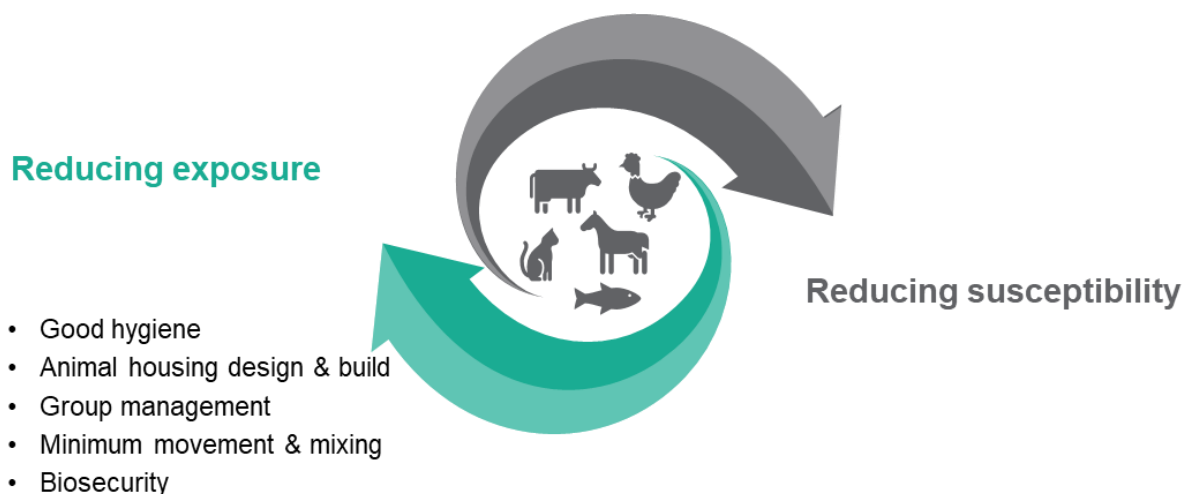 Reducing exposure
Reducing susceptibility
• Good hygiene
• Animal housing design & build
• Group management
• Minimum movement & mixing
• Biosecurity